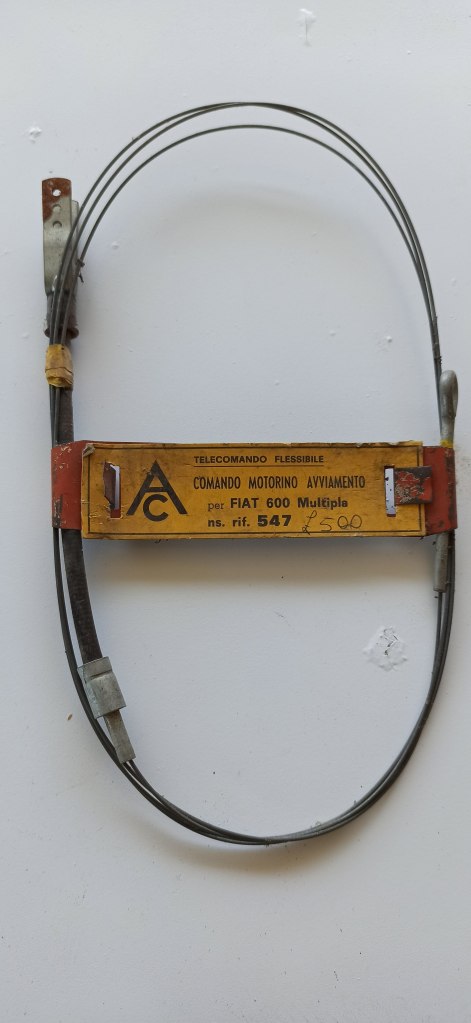 AC
TELECOMANDO FLESSIBILE
COMANDO MOTORINO AVVIAMENTO
per FIAT 600 Multipla
ns. rif. 547 £500